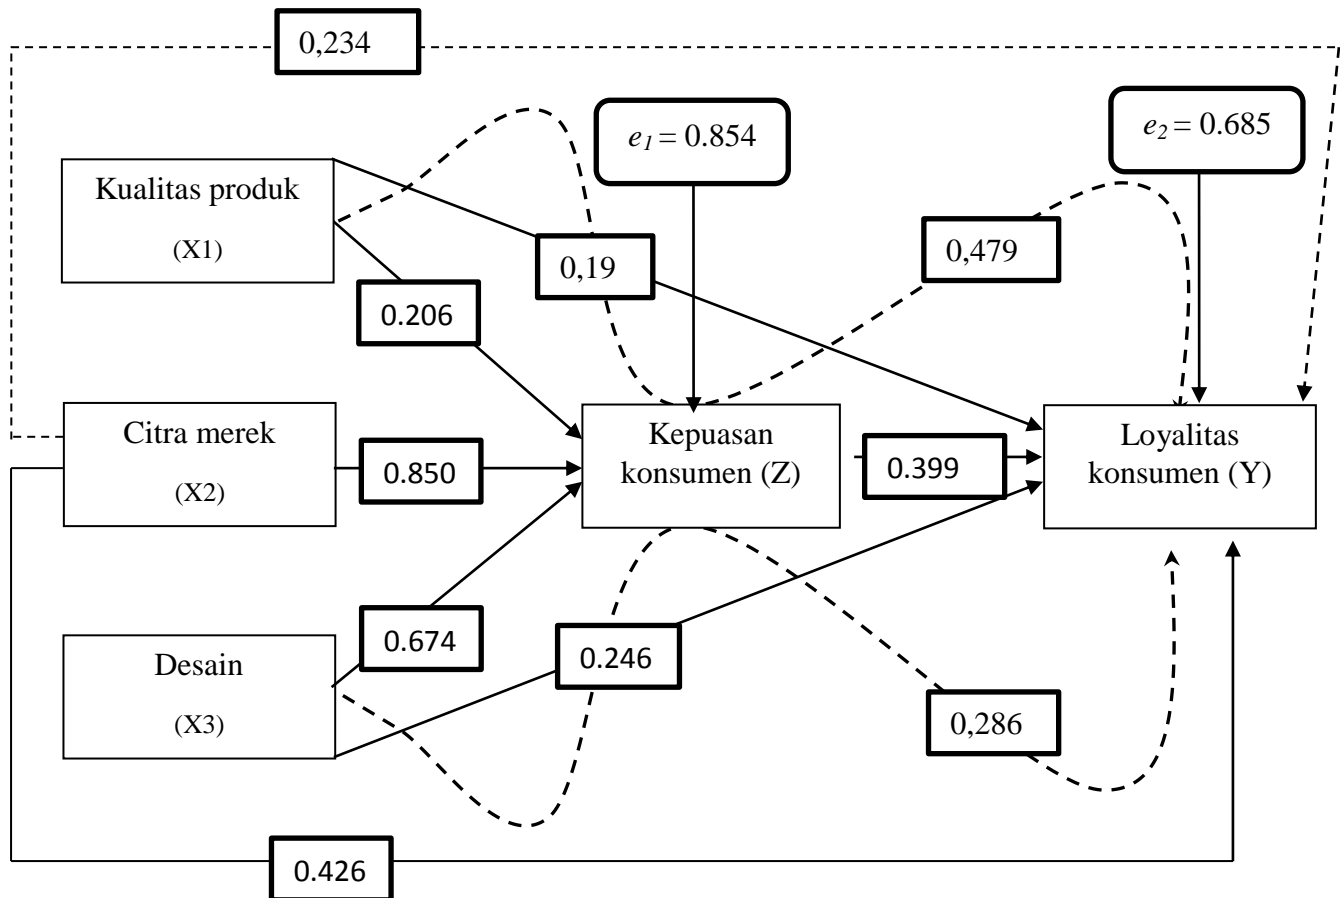 0,234
e1 = 0.854
e2 = 0.685
Kualitas produk
(X1)
0,19
0,479
0.206
Citra merek
(X2)
0.850
Kepuasan
konsumen (Z)
0.399
Loyalitas
konsumen (Y)
0.674
0.246
Desain
(X3)
0,286
0.426